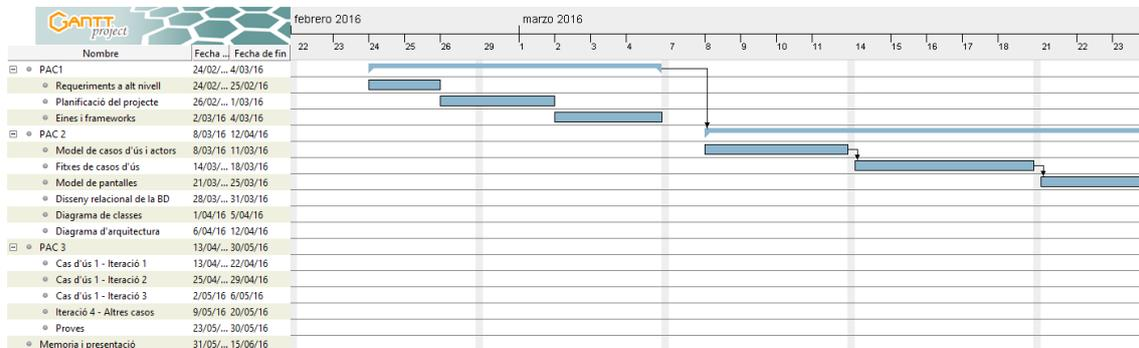 GANTT
project
febrero 2016
marzo 2016
22 23 24 25 26 29 1 2 3 4 7 8 9 10 11 14 15 16 17 18 21 22 23
Nombre Fecha ... Fecha de fin
PAC1 24/02/... 4/03/16
Requeriments a alt nivell 24/02/... 25/02/16
Planificació del projecte 26/02/... 1/03/16
Eines i frameworks 2/03/16 4/03/16
PAC 2 8/03/16 12/04/16
Model de casos d'ús i actors 8/03/16 11/03/16
Fitxes de casos d'ús 14/03/... 18/03/16
Model de pantalles 21/03/... 25/03/16
Disseny relacional de la BD 28/03/... 31/03/16
Diagrama de classes 1/04/16 5/04/16
Diagrama d'arquitectura 6/04/16 12/04/16
PAC 3 13/04/... 30/05/16
Cas d'ús 1 - Iteració 1 13/04/... 22/04/16
Cas d'ús 1 - Iteració 2 25/04/... 29/04/16
Cas d'ús 1 - Iteració 3 2/05/16 6/05/16
Iteració 4 - Altres casos 9/05/16 20/05/16
Proves 23/05/... 30/05/16
Memoria i presentació 31/05/... 15/06/16